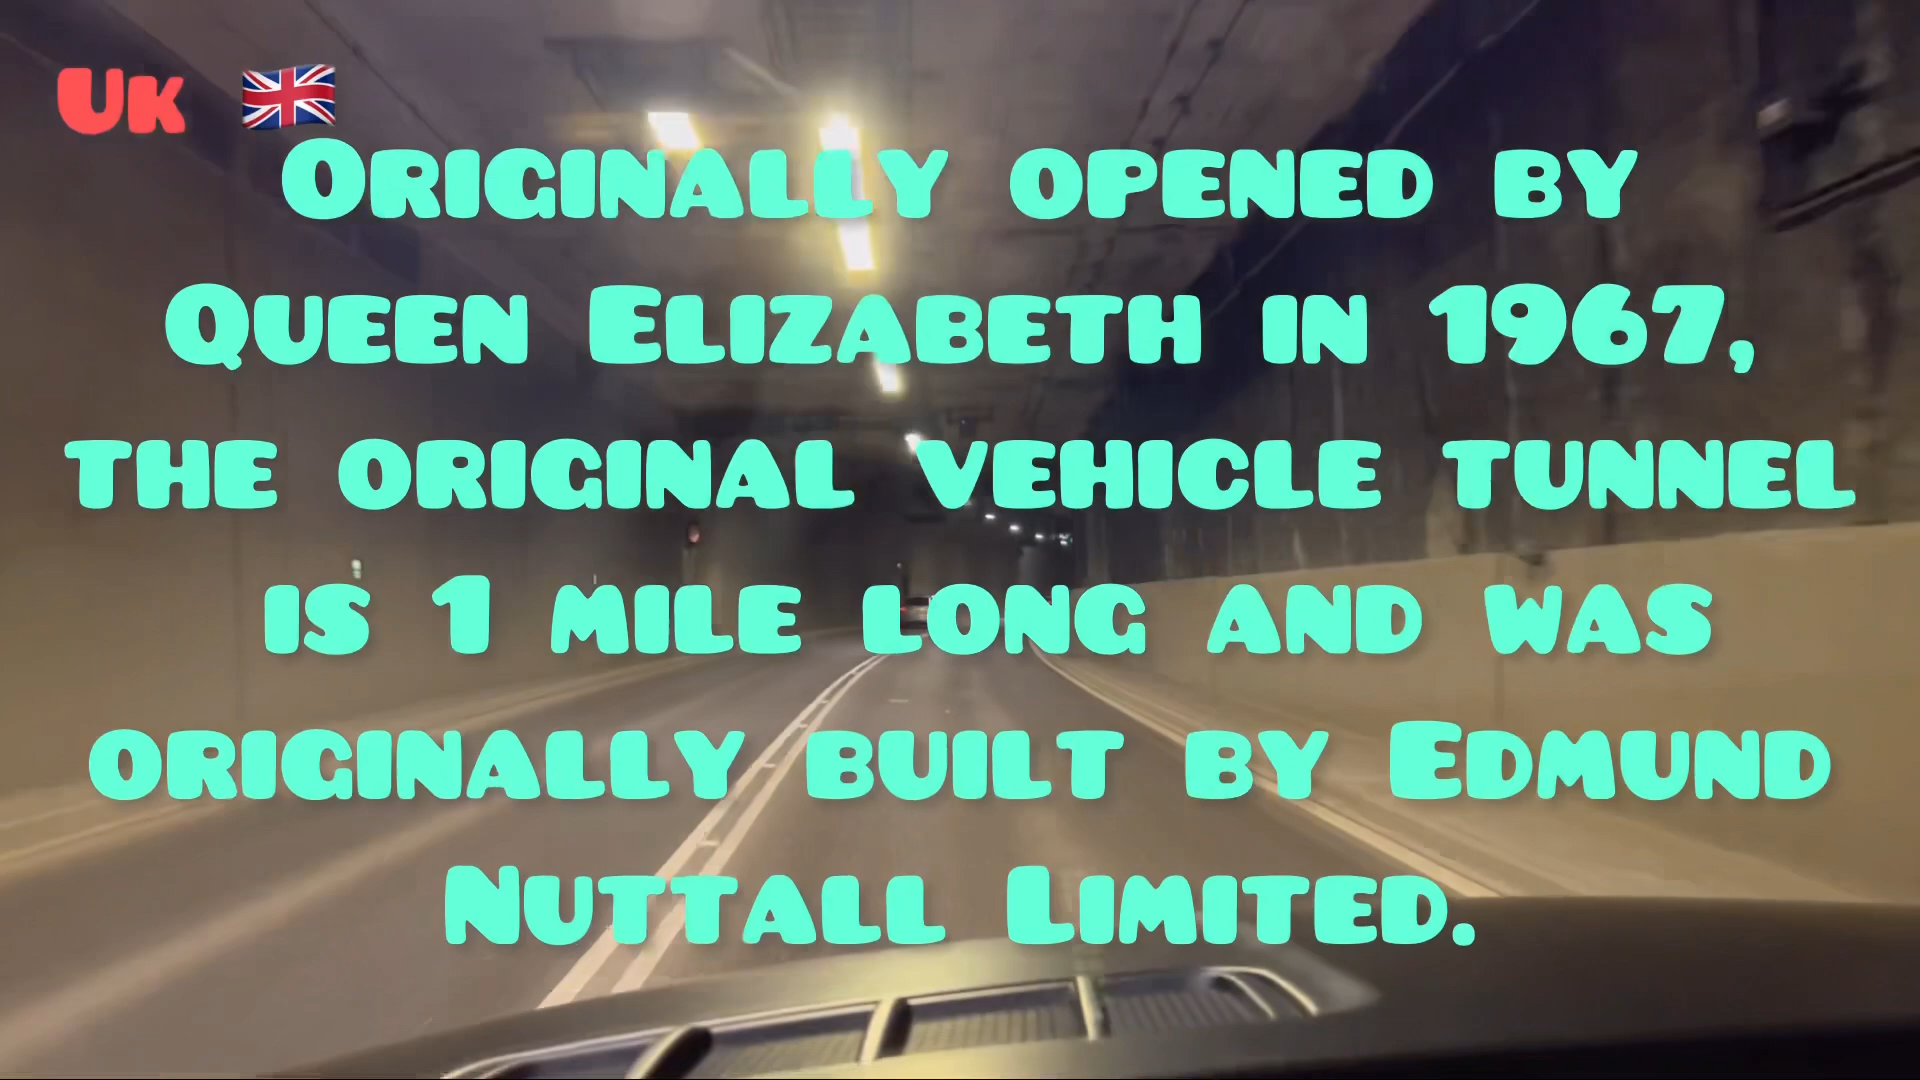 Uk 🇬🇧
Originally opened by
Queen Elizabeth in 1967,
the original vehicle tunnel
is 1 mile long and was
originally built by Edmund
Nuttall Limited.